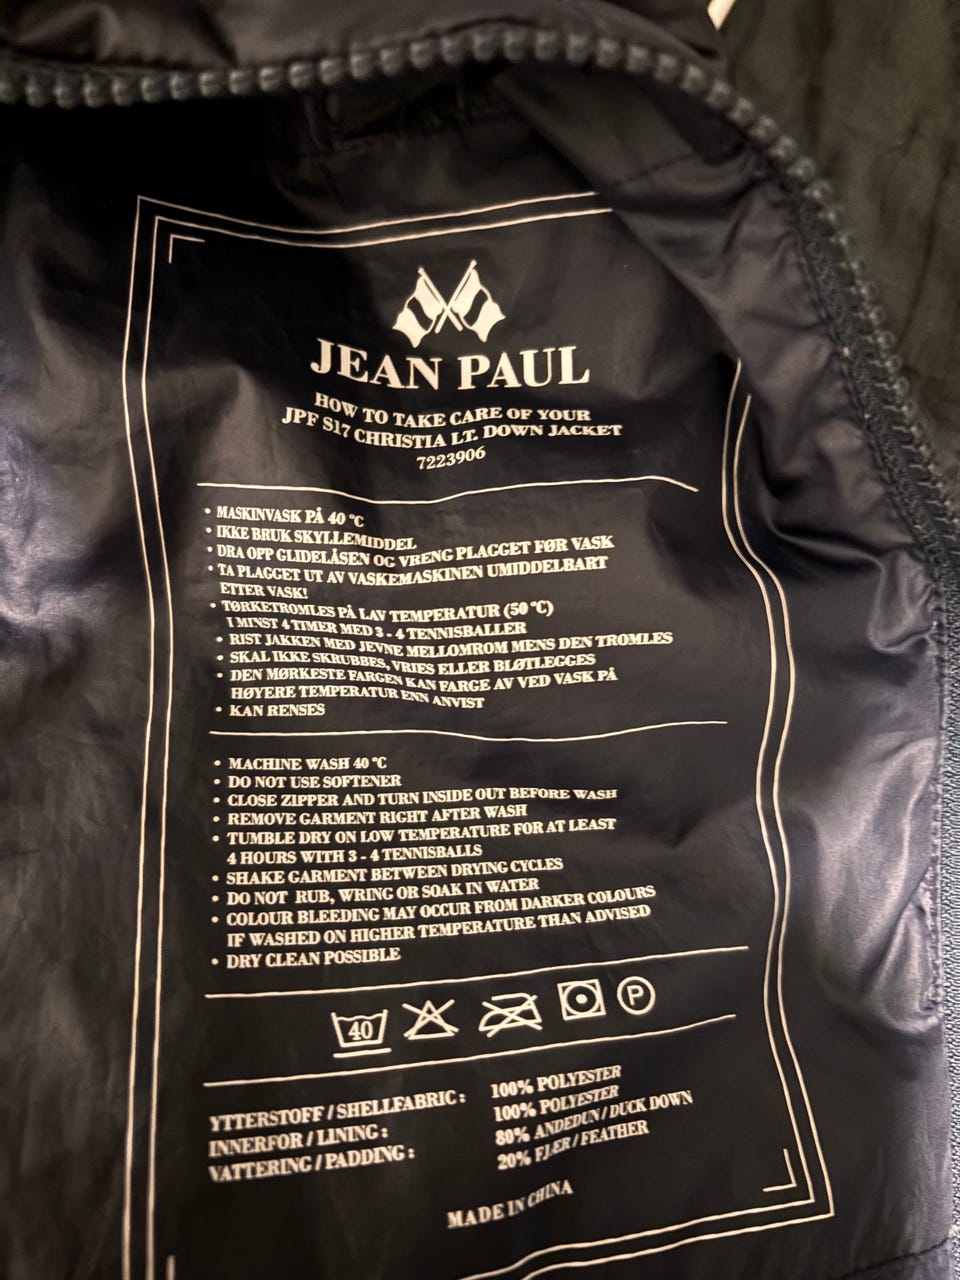 JEAN PAUL
HOW TO TAKE CARE OF YOUR
JPF S17 CHRISTIA LT. DOWN JACKET
7223906
• MASKINVASK PÅ 40 °C
• IKKE BRUK SKYLLEMIDDEL
• DRA OPP GLIDELÅSEN OG VRENG PLAGGET FØR VASK
• TA PLAGGET UT AV VASKEMASKINEN UMIDDELBART
ETTER VASK!
• TØRKETROMLES PÅ LAV TEMPERATUR (50 °C)
I MINST 4 TIMER MED 3 - 4 TENNISBALLER
• RIST JAKKEN MED JEVNE MELLOMROM MENS DEN TROMLES
• SKAL IKKE SKRUBBES, VRIES ELLER BLØTLEGGES
• DEN MØRKESTE FARGEN KAN FARGE AV VED VASK PÅ
HØYERE TEMPERATUR ENN ANVIST
• KAN RENSES
• MACHINE WASH 40 °C
• DO NOT USE SOFTENER
• CLOSE ZIPPER AND TURN INSIDE OUT BEFORE WASH
• REMOVE GARMENT RIGHT AFTER WASH
• TUMBLE DRY ON LOW TEMPERATURE FOR AT LEAST
4 HOURS WITH 3 - 4 TENNISBALLS
• SHAKE GARMENT BETWEEN DRYING CYCLES
• DO NOT RUB, WRING OR SOAK IN WATER
• COLOUR BLEEDING MAY OCCUR FROM DARKER COLOURS
IF WASHED ON HIGHER TEMPERATURE THAN ADVISED
• DRY CLEAN POSSIBLE
40 P
YTTERSTOFF / SHELLFABRIC : 100% POLYESTER
INNERFOR / LINING : 100% POLYESTER
VATTERING / PADDING : 80% ANDEDUN / DUCK DOWN
20% FJÆR / FEATHER
MADE IN CHINA